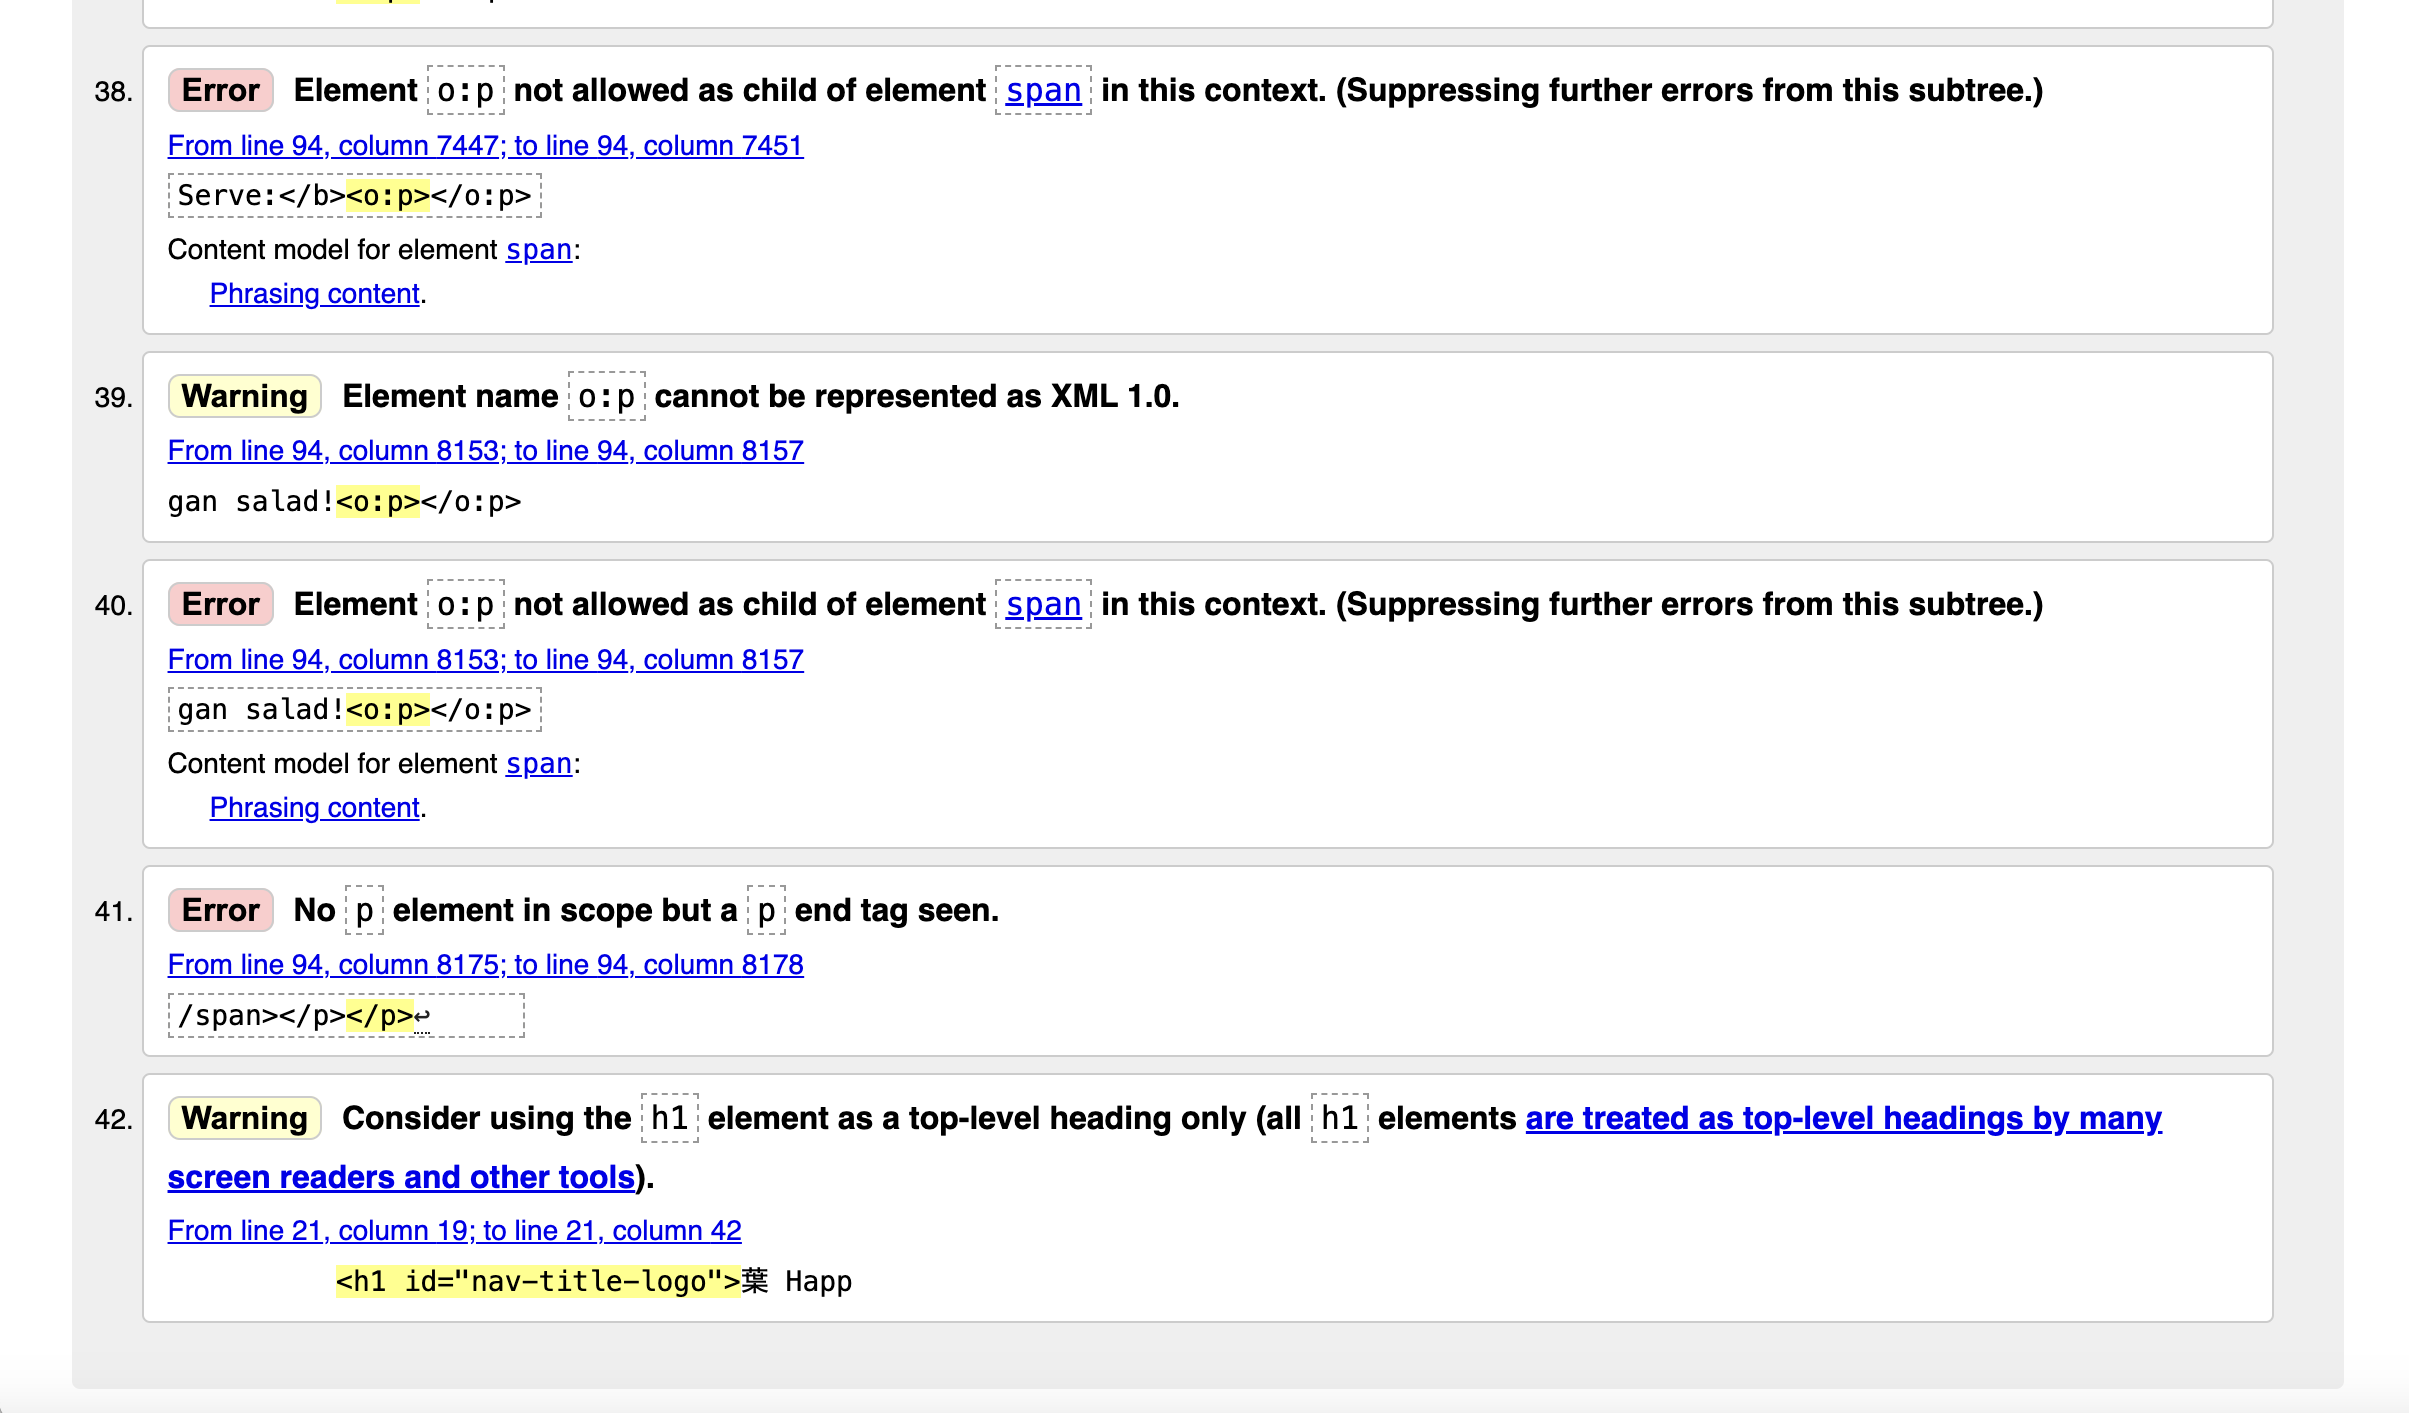 38. Error Element o:p not allowed as child of element span in this context. (Suppressing further errors from this subtree.)
From line 94, column 7447; to line 94, column 7451
Serve:</b><o:p></o:p>
Content model for element span:
Phrasing content.
39. Warning Element name o:p cannot be represented as XML 1.0.
From line 94, column 8153; to line 94, column 8157
gan salad!<o:p></o:p>
40. Error Element o:p not allowed as child of element span in this context. (Suppressing further errors from this subtree.)
From line 94, column 8153; to line 94, column 8157
gan salad!<o:p></o:p>
Content model for element span:
Phrasing content.
41. Error No p element in scope but a p end tag seen.
From line 94, column 8175; to line 94, column 8178
/span></p></p>↩
42. Warning Consider using the h1 element as a top-level heading only (all h1 elements are treated as top-level headings by many
screen readers and other tools).
From line 21, column 19; to line 21, column 42
<h1 id="nav-title-logo">葉 Happ